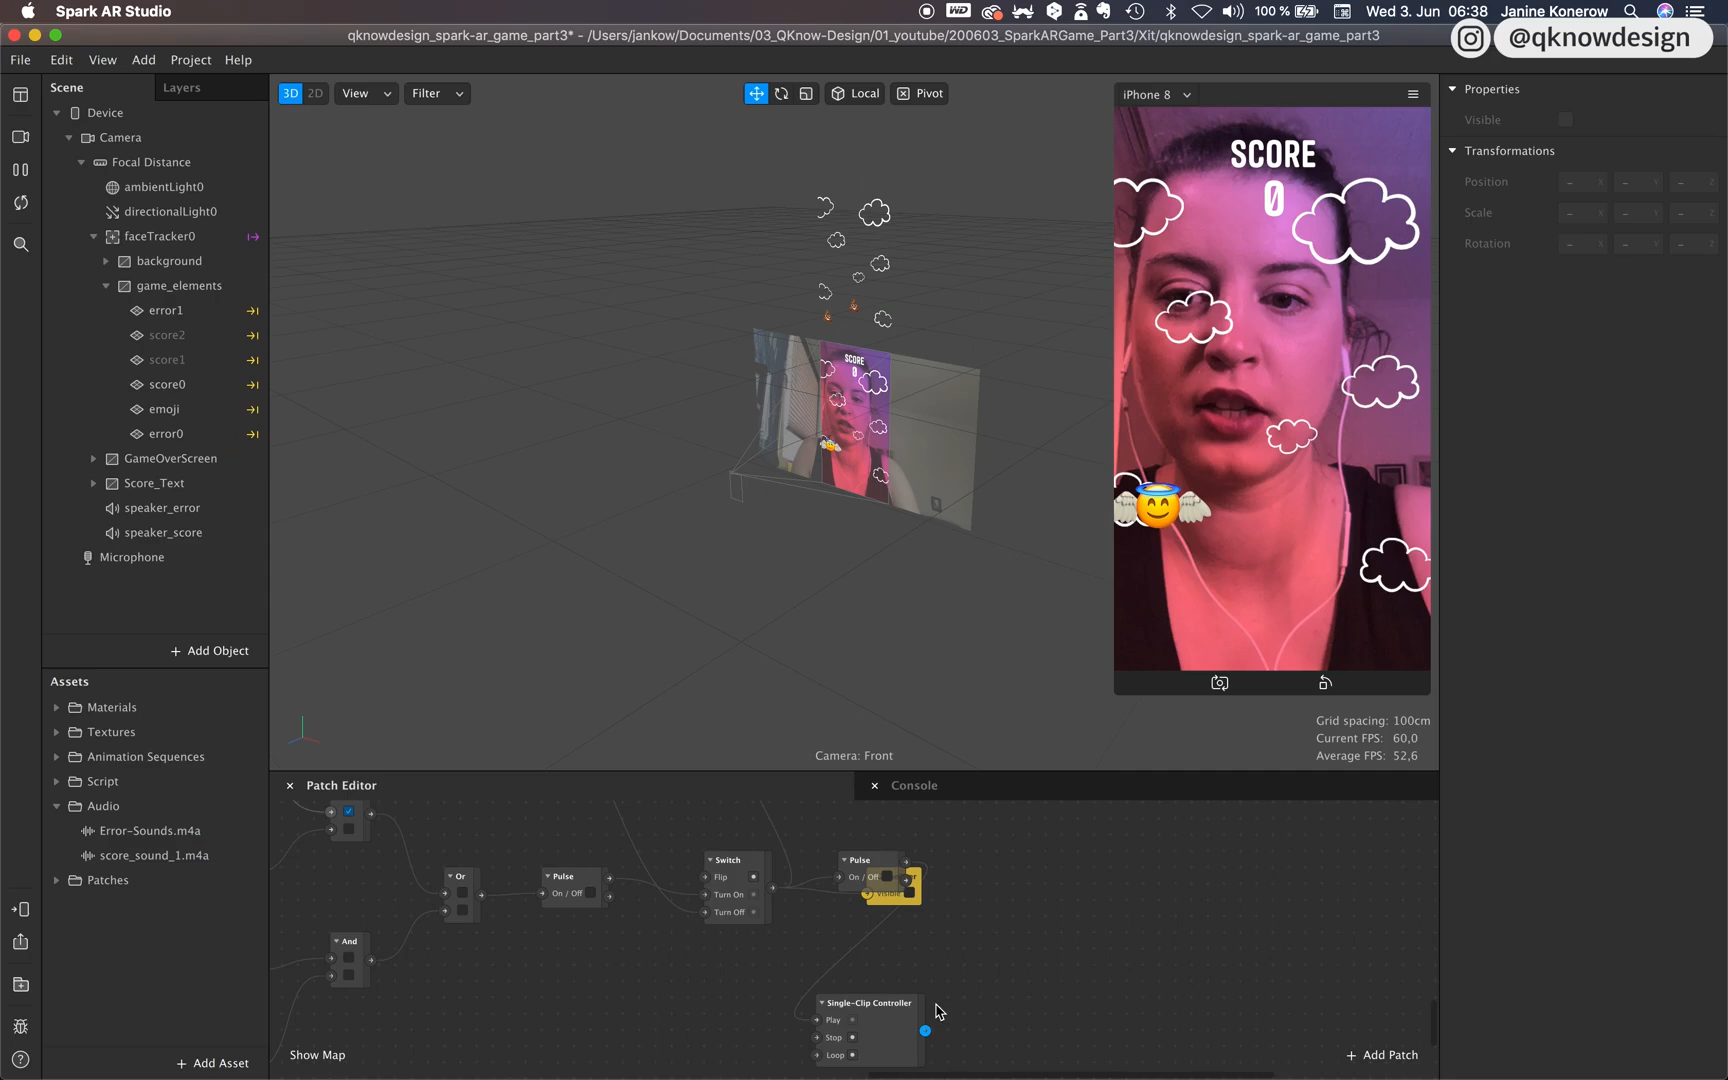 Spark AR Studio
100 %
Wed 3. Jun 06:38
Janine Konerow
qknowdesign_spark-ar_game_part3* - /Users/jankow/Documents/03_QKnow-Design/01_youtube/200603_SparkARGame_Part3/Xit/qknowdesign_spark-ar_game_part3
@qknowdesign
File Edit View Add Project Help
Scene
Layers
Device
Camera
Focal Distance
ambientLight0
directionalLight0
faceTracker0
background
game_elements
error1
score2
score1
score0
emoji
error0
GameOverScreen
Score_Text
speaker_error
speaker_score
Microphone
+ Add Object
Assets
Materials
Textures
Animation Sequences
Script
Audio
Error-Sounds.m4a
score_sound_1.m4a
Patches
+ Add Asset
3D 2D
View
Filter
Local
Pivot
SCORE
0
iPhone 8
SCORE
0
Grid spacing: 100cm
Current FPS: 60,0
Average FPS: 52,6
Camera: Front
Properties
Visible
Transformations
Position – X – Y – Z
Scale – X – Y – Z
Rotation – X – Y – Z
Patch Editor
Console
Or
And
Pulse
On / Off
Switch
Flip
Turn On
Turn Off
Pulse
On / Off
Single-Clip Controller
Play
Stop
Loop
Show Map
+ Add Patch